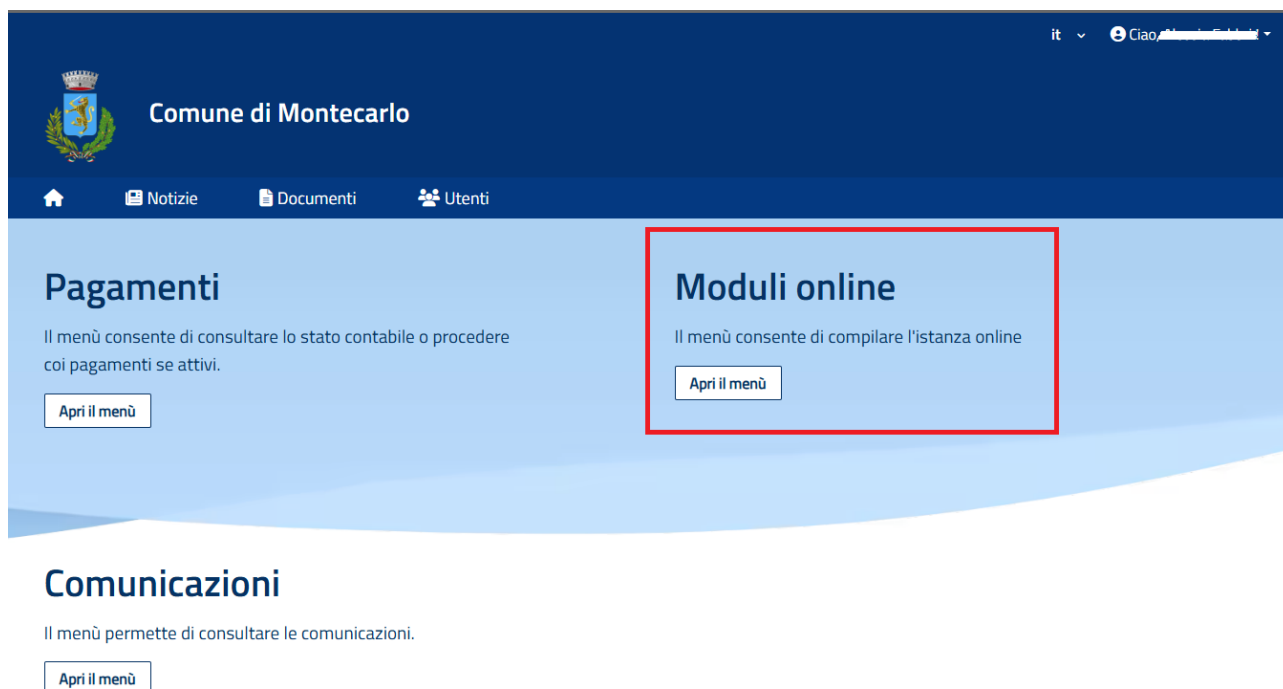 it
Ciao,
Comune di Montecarlo
Notizie
Documenti
Utenti
Pagamenti
Il menù consente di consultare lo stato contabile o procedere
coi pagamenti se attivi.
Apri il menù
Moduli online
Il menù consente di compilare l'istanza online
Apri il menù
Comunicazioni
Il menù permette di consultare le comunicazioni.
Apri il menù